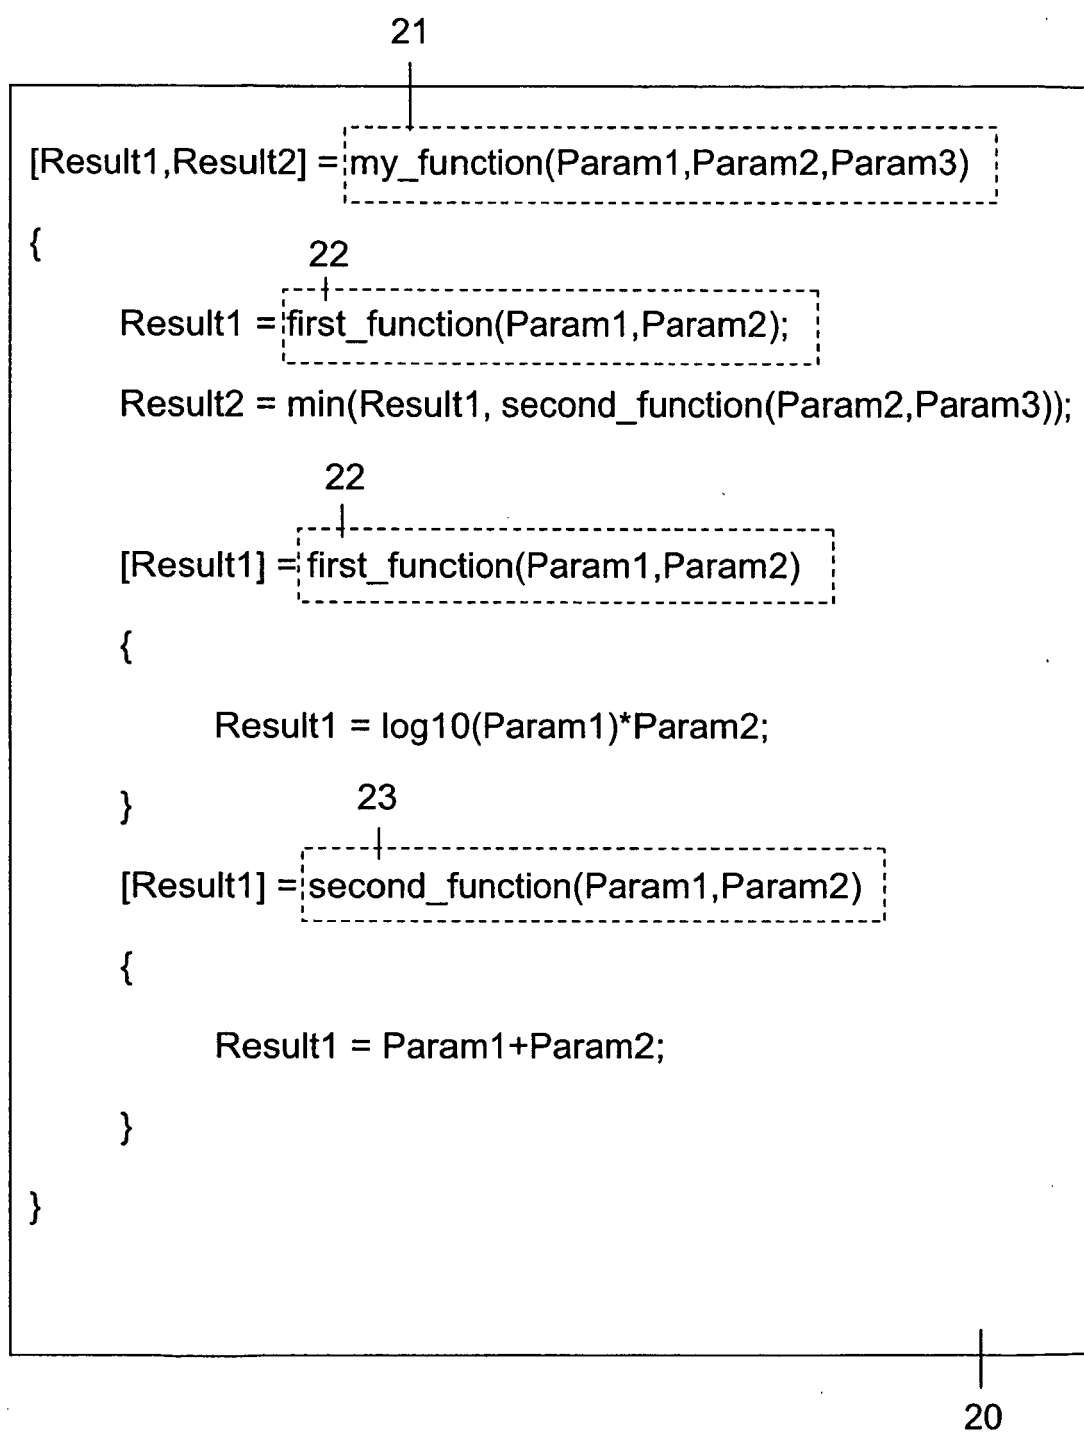 21
[Result1,Result2] = my_function(Param1,Param2,Param3)
{
22
Result1 = first_function(Param1,Param2);
Result2 = min(Result1, second_function(Param2,Param3));
22
[Result1] = first_function(Param1,Param2)
{
Result1 = log10(Param1)*Param2;
}
23
[Result1] = second_function(Param1,Param2)
{
Result1 = Param1+Param2;
}
}
20